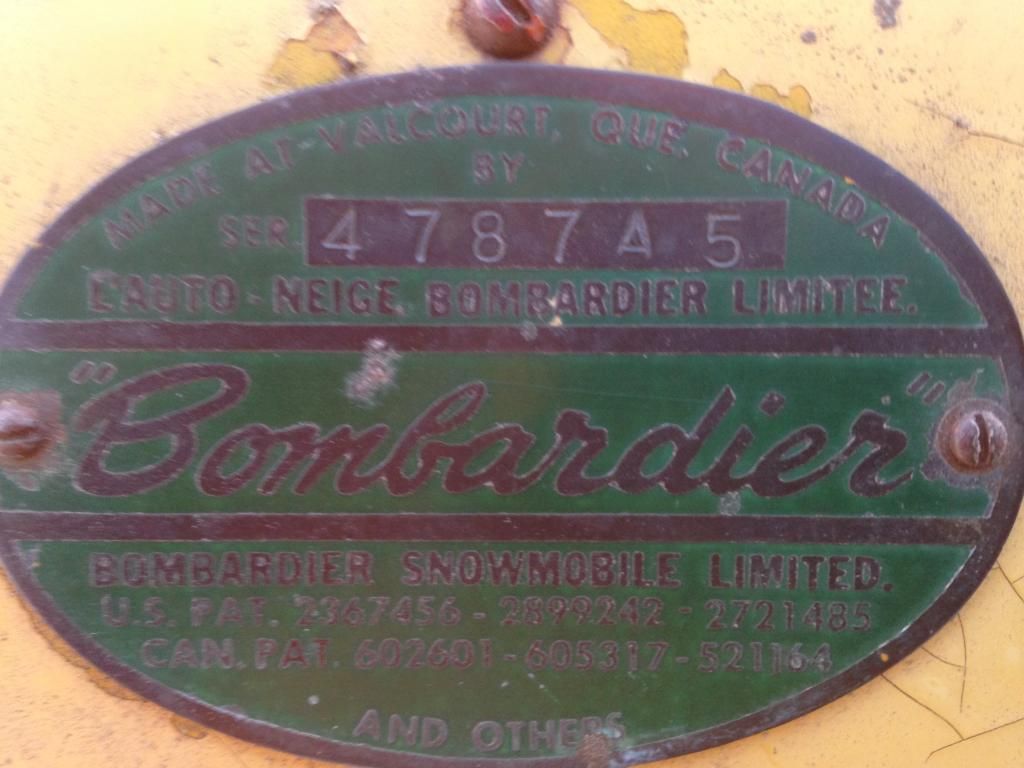 MADE AT VALCOURT, QUE. CANADA
BY
SER. 4787A5
L'AUTO-NEIGE BOMBARDIER LIMITEE.
"Bombardier"
BOMBARDIER SNOWMOBILE LIMITED.
U.S. PAT. 2367456 - 2899242 - 2721485
CAN. PAT. 602601 - 605317 - 521164
AND OTHERS